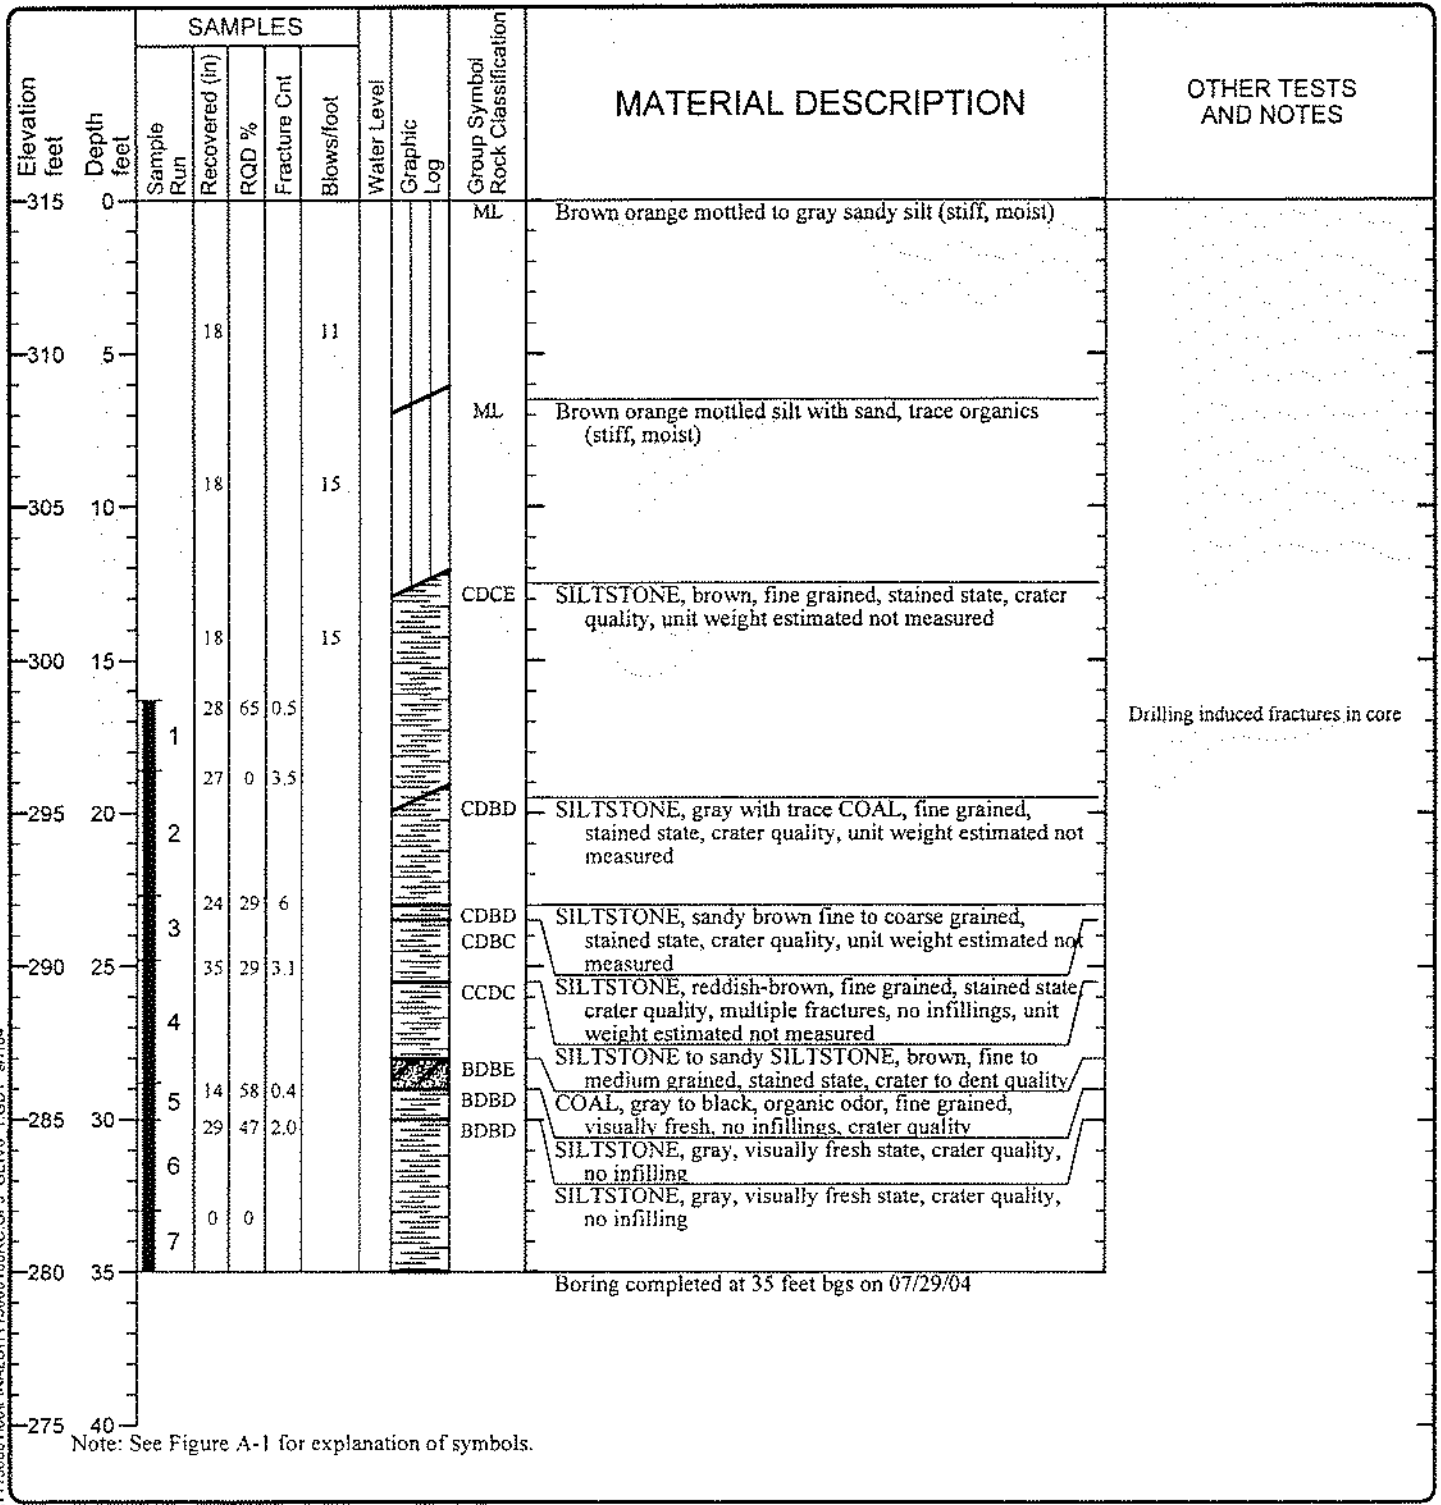 SAMPLES
Elevation feet
Depth feet
Sample Run
Recovered (in)
RQD %
Fracture Cnt
Blows/foot
Water Level
Graphic Log
Group Symbol Rock Classification
MATERIAL DESCRIPTION
OTHER TESTS
AND NOTES
315 0 ML Brown orange mottled to gray sandy silt (stiff, moist)
18 11
310 5
ML Brown orange mottled silt with sand, trace organics
(stiff, moist)
18 15
305 10
CDCE SILTSTONE, brown, fine grained, stained state, crater
quality, unit weight estimated not measured
18 15
300 15
28 65 0.5 Drilling induced fractures in core
1
27 0 3.5
295 20 CDBD SILTSTONE, gray with trace COAL, fine grained,
2 stained state, crater quality, unit weight estimated not
measured
24 29 6
3 CDBD SILTSTONE, sandy brown fine to coarse grained,
CDBC stained state, crater quality, unit weight estimated not
290 25 35 29 3.1 measured
CCDC SILTSTONE, reddish-brown, fine grained, stained state
4 crater quality, multiple fractures, no infillings, unit
weight estimated not measured
BDBE SILTSTONE to sandy SILTSTONE, brown, fine to
medium grained, stained state, crater to dent quality
5 14 58 0.4 BDBD COAL, gray to black, organic odor, fine grained,
285 30 29 47 2.0 BDBD visually fresh, no infillings, crater quality
6 SILTSTONE, gray, visually fresh state, crater quality,
no infilling
SILTSTONE, gray, visually fresh state, crater quality,
0 0 no infilling
7
280 35 Boring completed at 35 feet bgs on 07/29/04
275 40
Note: See Figure A-1 for explanation of symbols.